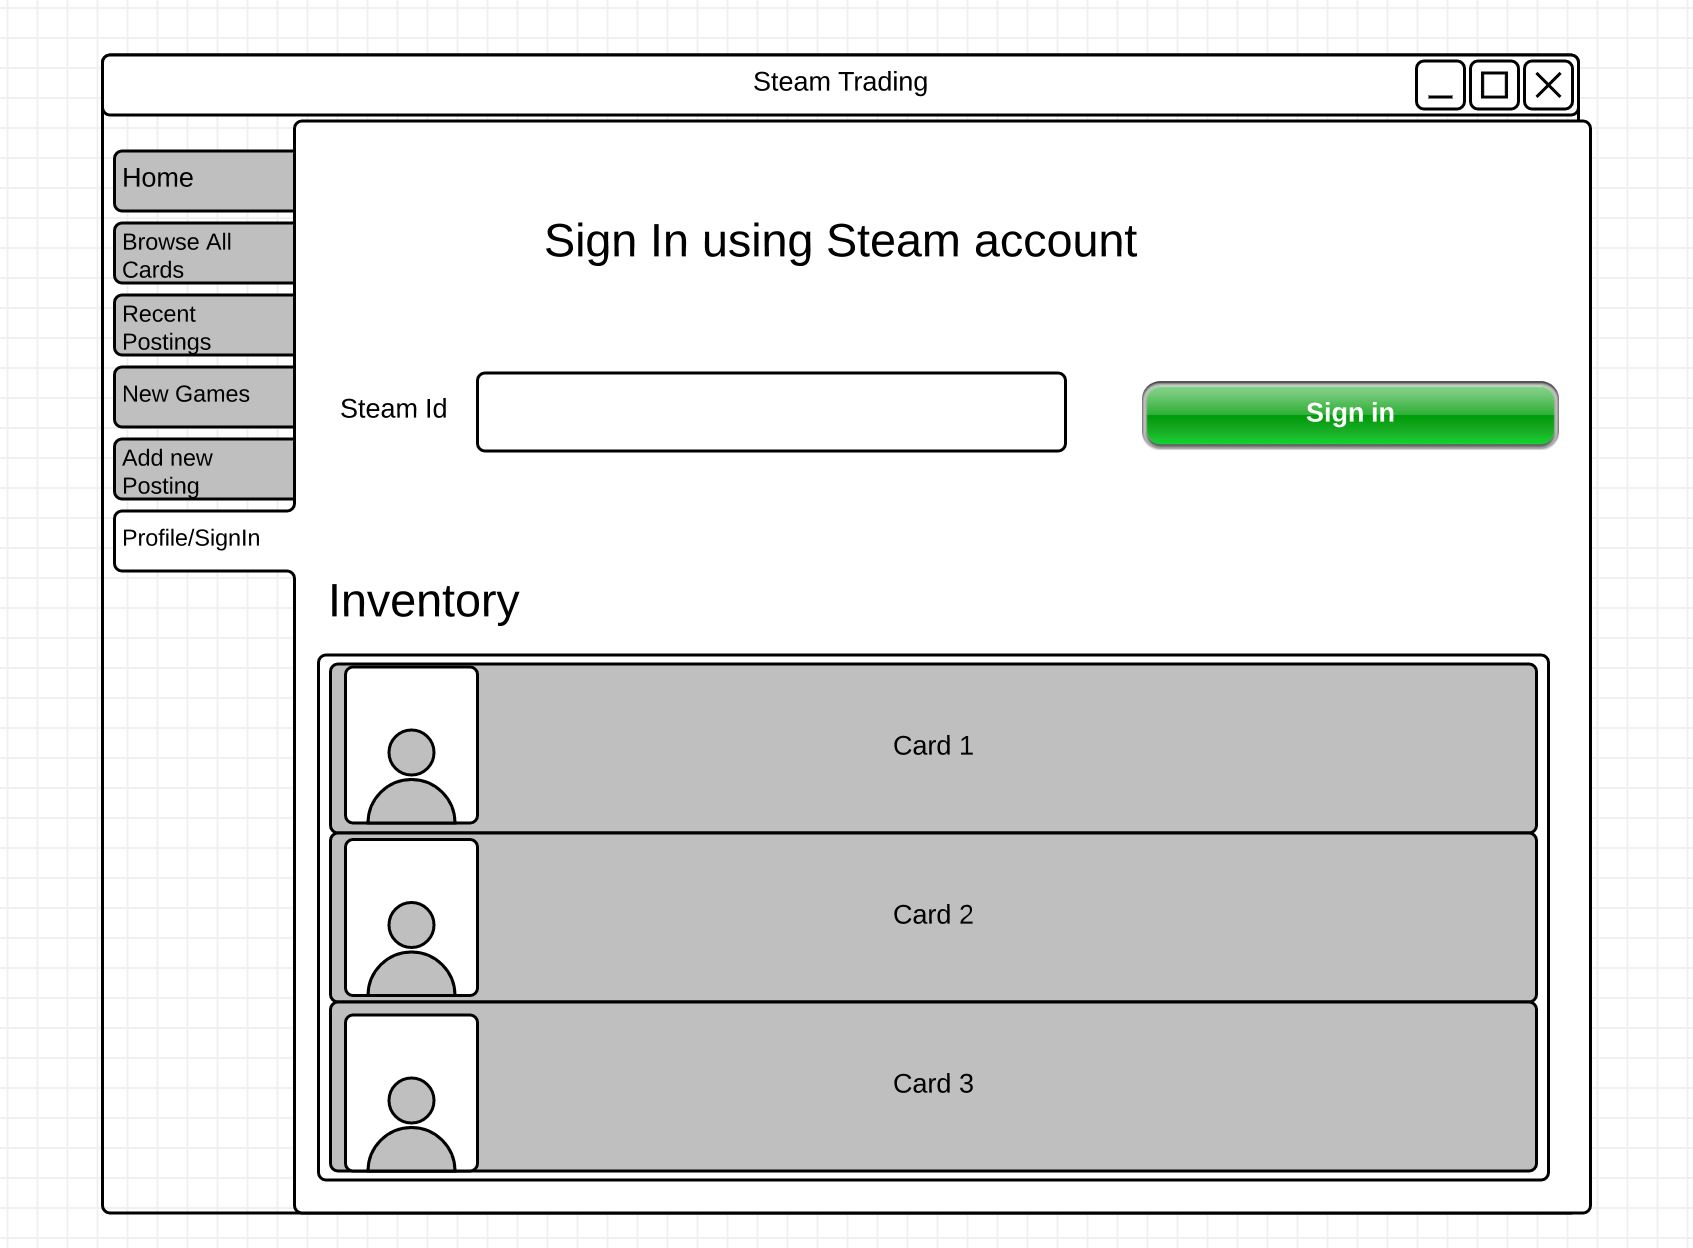 Steam Trading
Home
Browse All
Cards
Recent
Postings
New Games
Add new
Posting
Profile/SignIn
Sign In using Steam account
Steam Id
Sign in
Inventory
Card 1
Card 2
Card 3